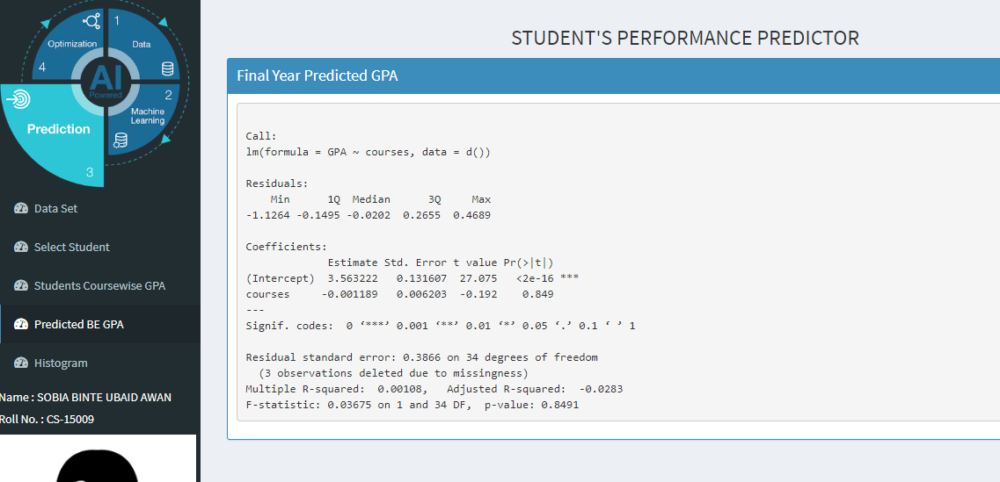 1
Optimization
Data
4
AI
Powered
2
Machine
Learning
Prediction
3
Data Set
Select Student
Students Coursewise GPA
Predicted BE GPA
Histogram
Name : SOBIA BINTE UBAID AWAN
Roll No. : CS-15009
STUDENT'S PERFORMANCE PREDICTOR
Final Year Predicted GPA
Call:
lm(formula = GPA ~ courses, data = d())
Residuals:
    Min      1Q  Median      3Q     Max
-1.1264 -0.1495 -0.0202  0.2655  0.4689
Coefficients:
             Estimate Std. Error t value Pr(>|t|)
(Intercept)  3.563222   0.131607  27.075   <2e-16 ***
courses     -0.001189   0.006203  -0.192    0.849
---
Signif. codes:  0 ‘***’ 0.001 ‘**’ 0.01 ‘*’ 0.05 ‘.’ 0.1 ‘ ’ 1
Residual standard error: 0.3866 on 34 degrees of freedom
  (3 observations deleted due to missingness)
Multiple R-squared:  0.00108,   Adjusted R-squared:  -0.0283
F-statistic: 0.03675 on 1 and 34 DF,  p-value: 0.8491